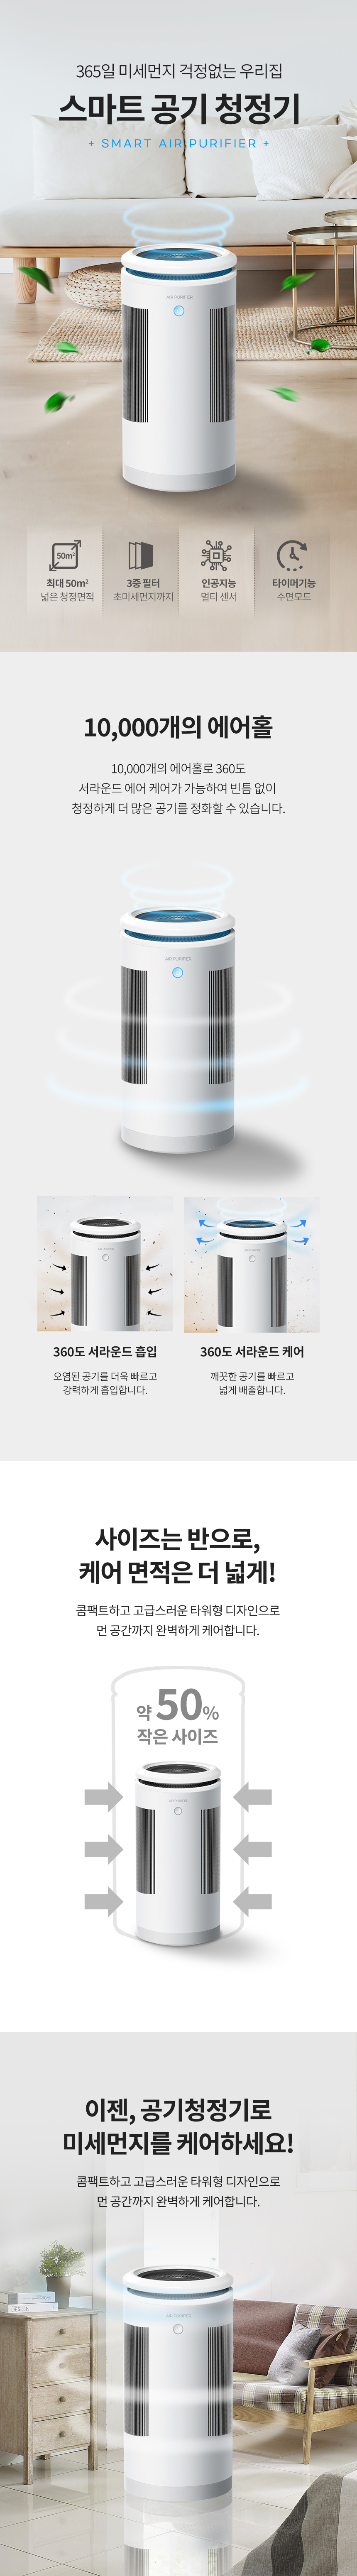 365일 미세먼지 걱정없는 우리집
스마트 공기 청정기
+ SMART AIR PURIFIER +
AIR PURIFIER
50m²
최대 50m²
넓은 청정면적
3중 필터
초미세먼지까지
인공지능
멀티 센서
타이머기능
수면모드
10,000개의 에어홀
10,000개의 에어홀로 360도
서라운드 에어 케어가 가능하여 빈틈 없이
청정하게 더 많은 공기를 정화할 수 있습니다.
AIR PURIFIER
360도 서라운드 흡입
오염된 공기를 더욱 빠르고
강력하게 흡입합니다.
360도 서라운드 케어
깨끗한 공기를 빠르고
넓게 배출합니다.
사이즈는 반으로,
케어 면적은 더 넓게!
콤팩트하고 고급스러운 타워형 디자인으로
먼 공간까지 완벽하게 케어합니다.
약 50%
작은 사이즈
AIR PURIFIER
이젠, 공기청정기로
미세먼지를 케어하세요!
콤팩트하고 고급스러운 타워형 디자인으로
먼 공간까지 완벽하게 케어합니다.
AIR PURIFIER